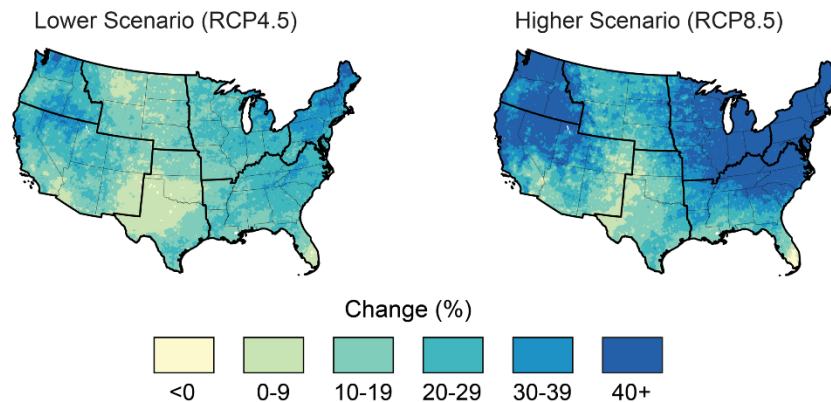 Lower Scenario (RCP4.5)
Higher Scenario (RCP8.5)
Change (%)
<0
0-9
10-19
20-29
30-39
40+